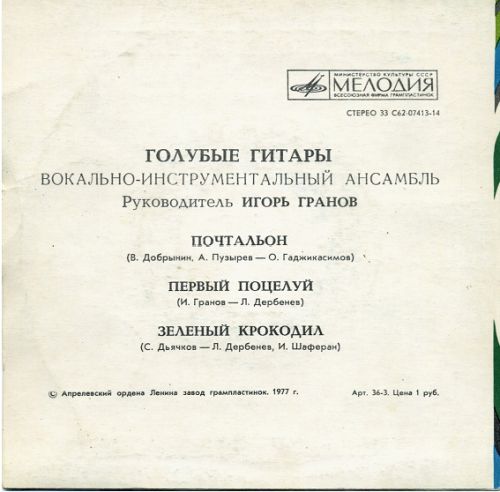 МИНИСТЕРСТВО КУЛЬТУРЫ СССР
МЕЛОДИЯ
ВСЕСОЮЗНАЯ ФИРМА ГРАМПЛАСТИНОК
СТЕРЕО 33 С62-07413-14
ГОЛУБЫЕ ГИТАРЫ
ВОКАЛЬНО-ИНСТРУМЕНТАЛЬНЫЙ АНСАМБЛЬ
Руководитель ИГОРЬ ГРАНОВ
ПОЧТАЛЬОН
(В. Добрынин, А. Пузырев — О. Гаджикасимов)
ПЕРВЫЙ ПОЦЕЛУЙ
(И. Гранов — Л. Дербенев)
ЗЕЛЕНЫЙ КРОКОДИЛ
(С. Дьячков — Л. Дербенев, И. Шаферан)
© Апрелевский ордена Ленина завод грампластинок. 1977 г.
Арт. 36-3. Цена 1 руб.